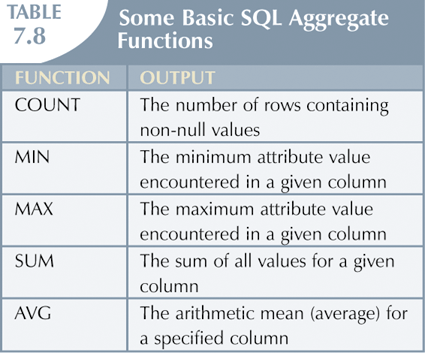 TABLE
7.8
Some Basic SQL Aggregate
Functions
FUNCTION OUTPUT
COUNT The number of rows containing
non-null values
MIN The minimum attribute value
encountered in a given column
MAX The maximum attribute value
encountered in a given column
SUM The sum of all values for a given
column
AVG The arithmetic mean (average) for
a specified column